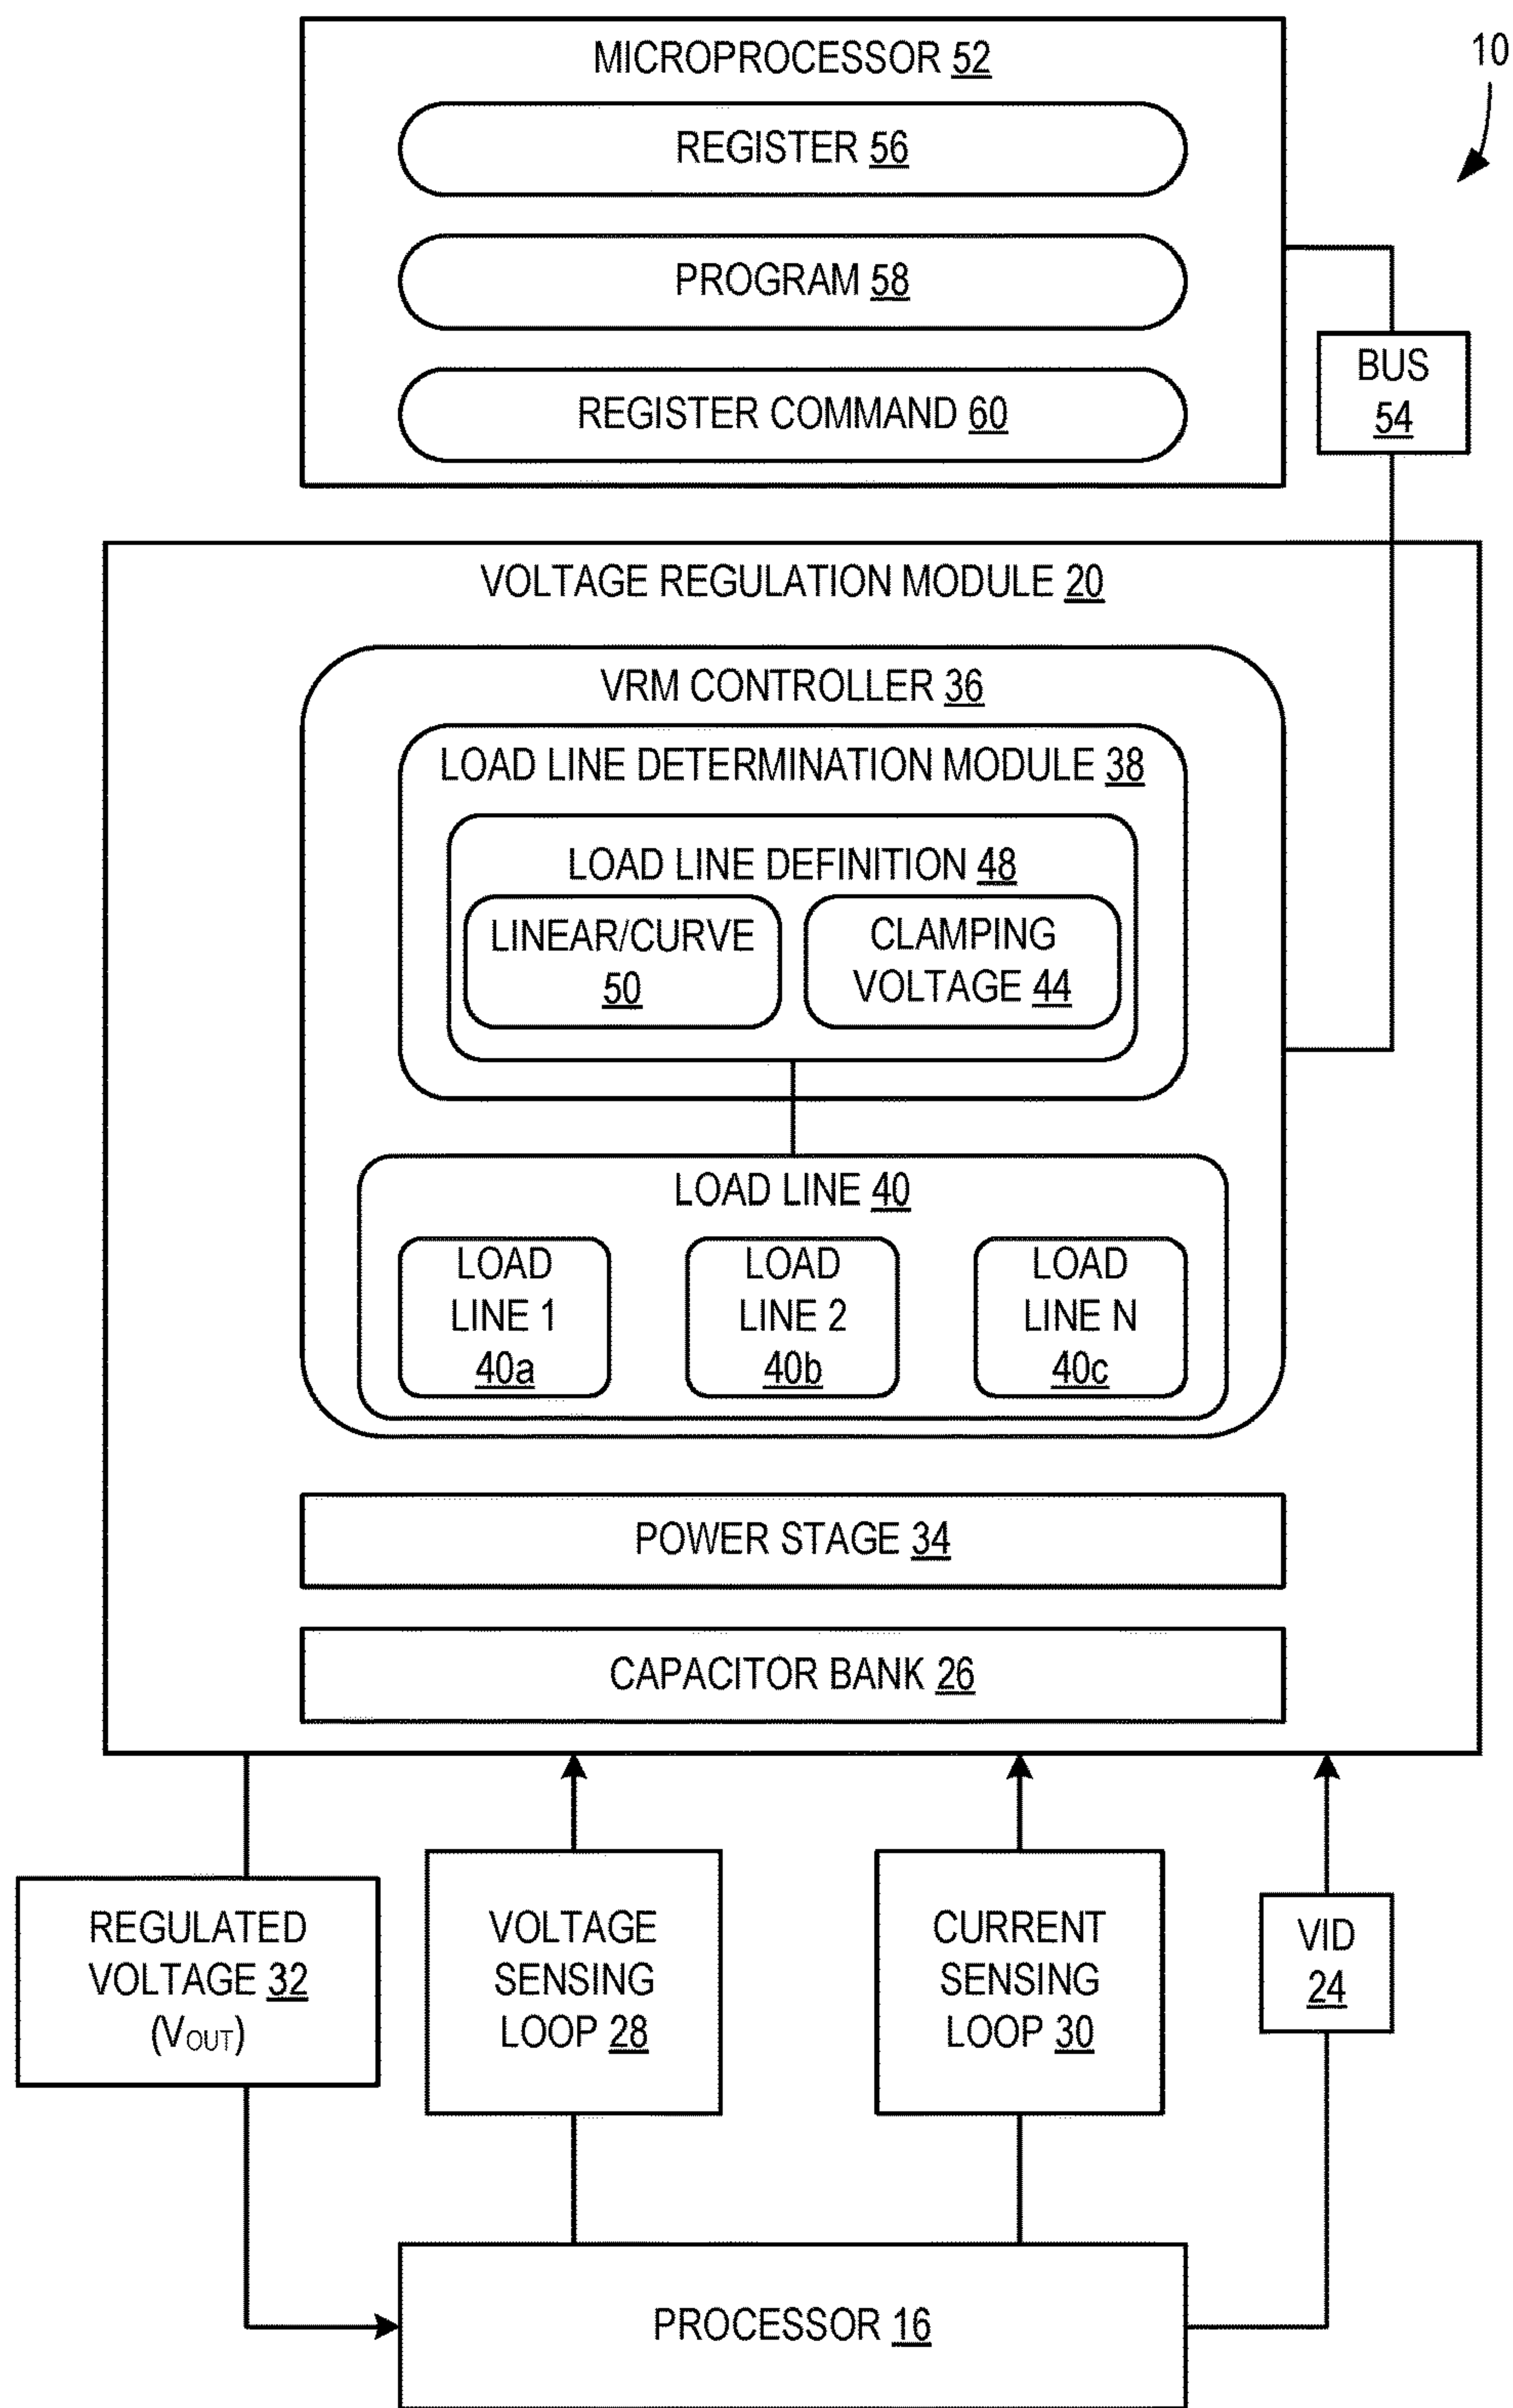 MICROPROCESSOR 52
10
REGISTER 56
PROGRAM 58
REGISTER COMMAND 60
BUS
54
VOLTAGE REGULATION MODULE 20
VRM CONTROLLER 36
LOAD LINE DETERMINATION MODULE 38
LOAD LINE DEFINITION 48
LINEAR/CURVE
50
CLAMPING
VOLTAGE 44
LOAD LINE 40
LOAD
LINE 1
40a
LOAD
LINE 2
40b
LOAD
LINE N
40c
POWER STAGE 34
CAPACITOR BANK 26
REGULATED
VOLTAGE 32
(VOUT)
VOLTAGE
SENSING
LOOP 28
CURRENT
SENSING
LOOP 30
VID
24
PROCESSOR 16